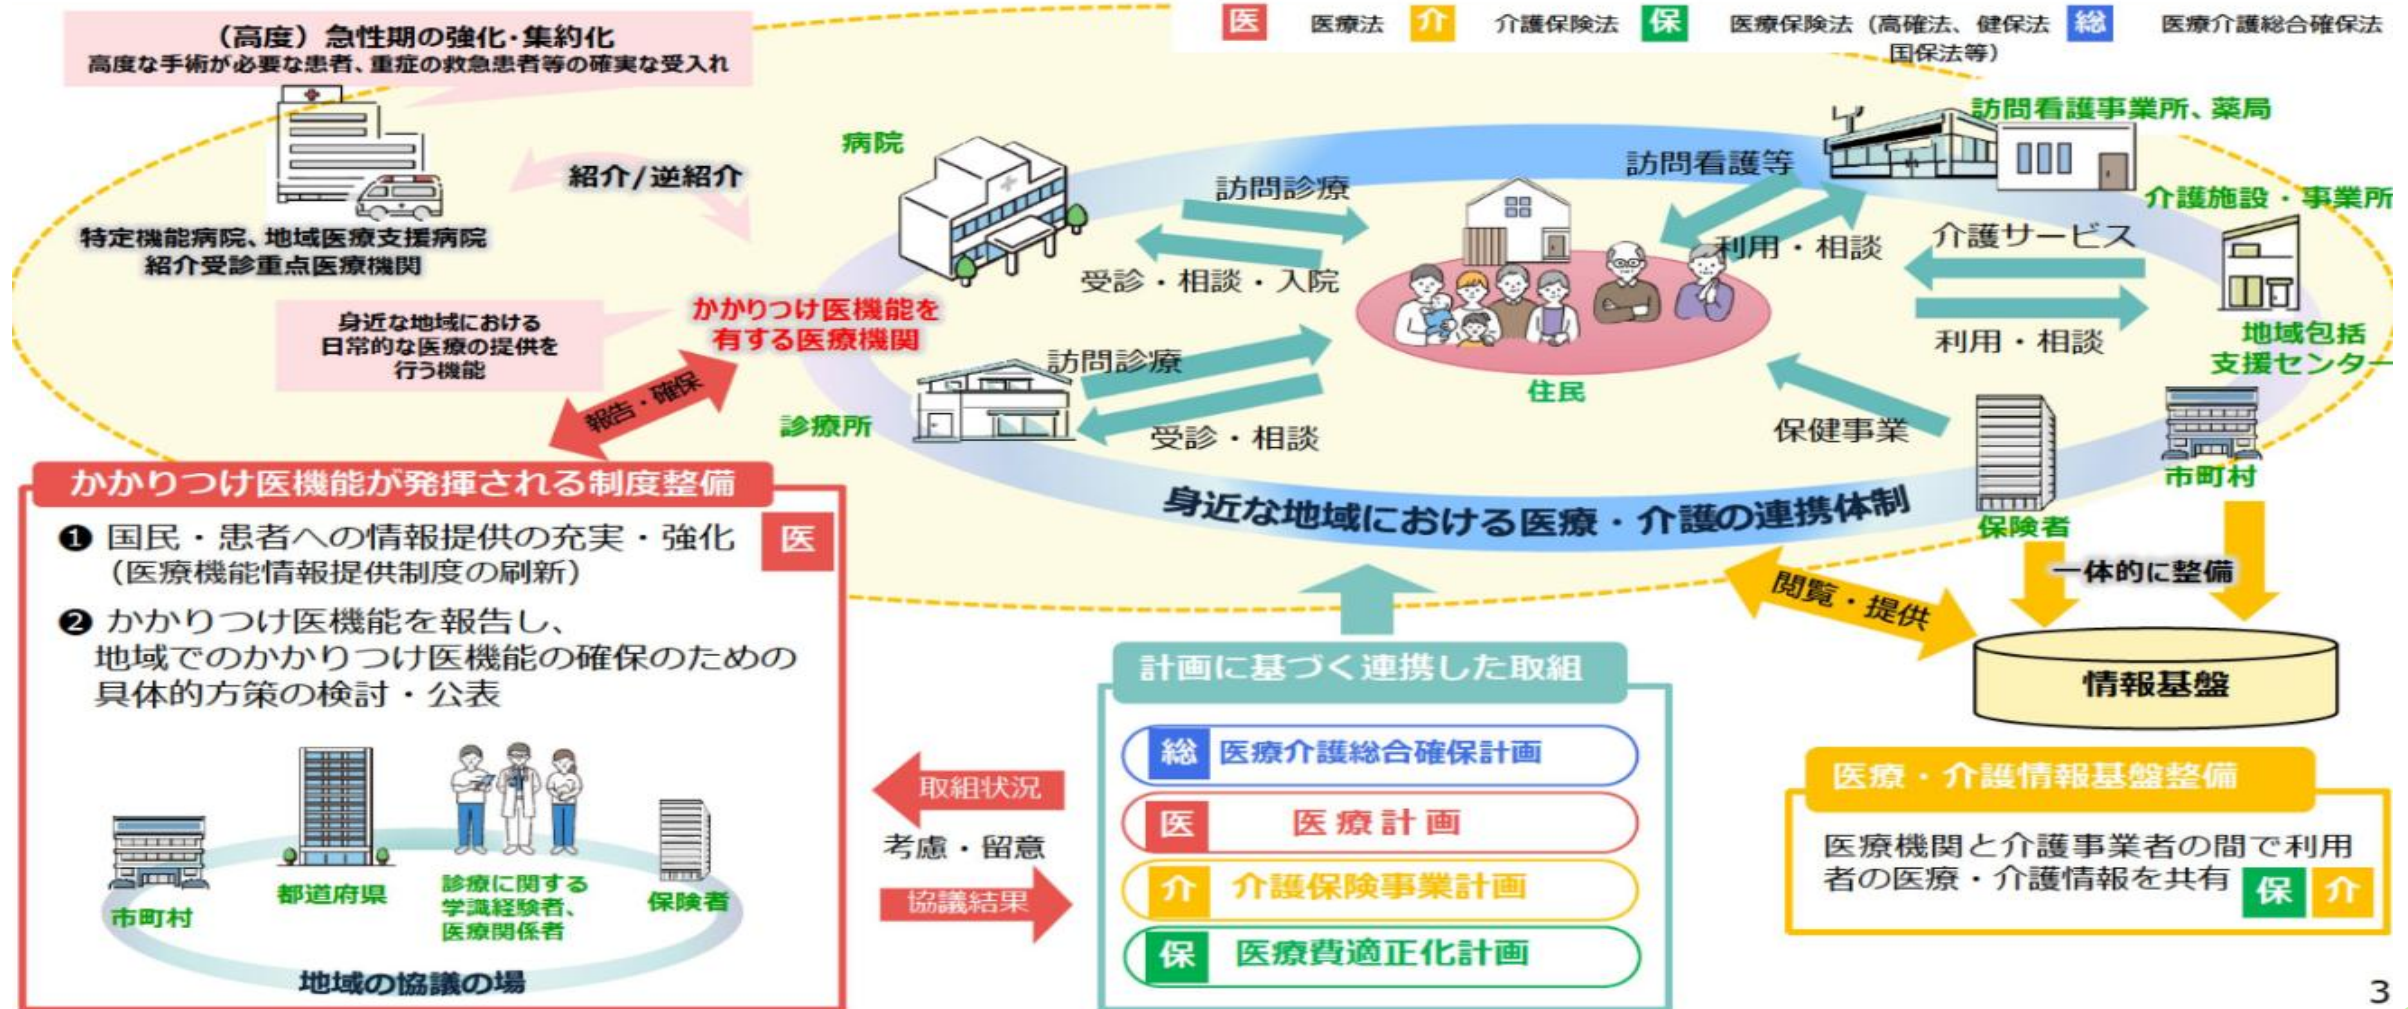 医 医療法 介 介護保険法 保 医療保険法（高確法、健保法 総 医療介護総合確保法
国保法等）
（高度）急性期の強化･集約化
高度な手術が必要な患者、重症の救急患者等の確実な受入れ
紹介/逆紹介
特定機能病院、地域医療支援病院
紹介受診重点医療機関
身近な地域における
日常的な医療の提供を
行う機能
かかりつけ医機能を
有する医療機関
報告・確保
病院
訪問診療
受診・相談・入院
訪問診療
受診・相談
診療所
住民
訪問看護等
利用・相談
訪問看護事業所、薬局
介護施設・事業所
介護サービス
利用・相談
地域包括
支援センター
保健事業
保険者
市町村
身近な地域における医療・介護の連携体制
一体的に整備
閲覧・提供
情報基盤
かかりつけ医機能が発揮される制度整備
❶ 国民・患者への情報提供の充実・強化 医
（医療機能情報提供制度の刷新）
❷ かかりつけ医機能を報告し、
地域でのかかりつけ医機能の確保のための
具体的方策の検討・公表
市町村
都道府県
診療に関する
学識経験者、
医療関係者
保険者
地域の協議の場
取組状況
考慮・留意
協議結果
計画に基づく連携した取組
総 医療介護総合確保計画
医 医療計画
介 介護保険事業計画
保 医療費適正化計画
医療・介護情報基盤整備
医療機関と介護事業者の間で利用
者の医療・介護情報を共有 保 介
3